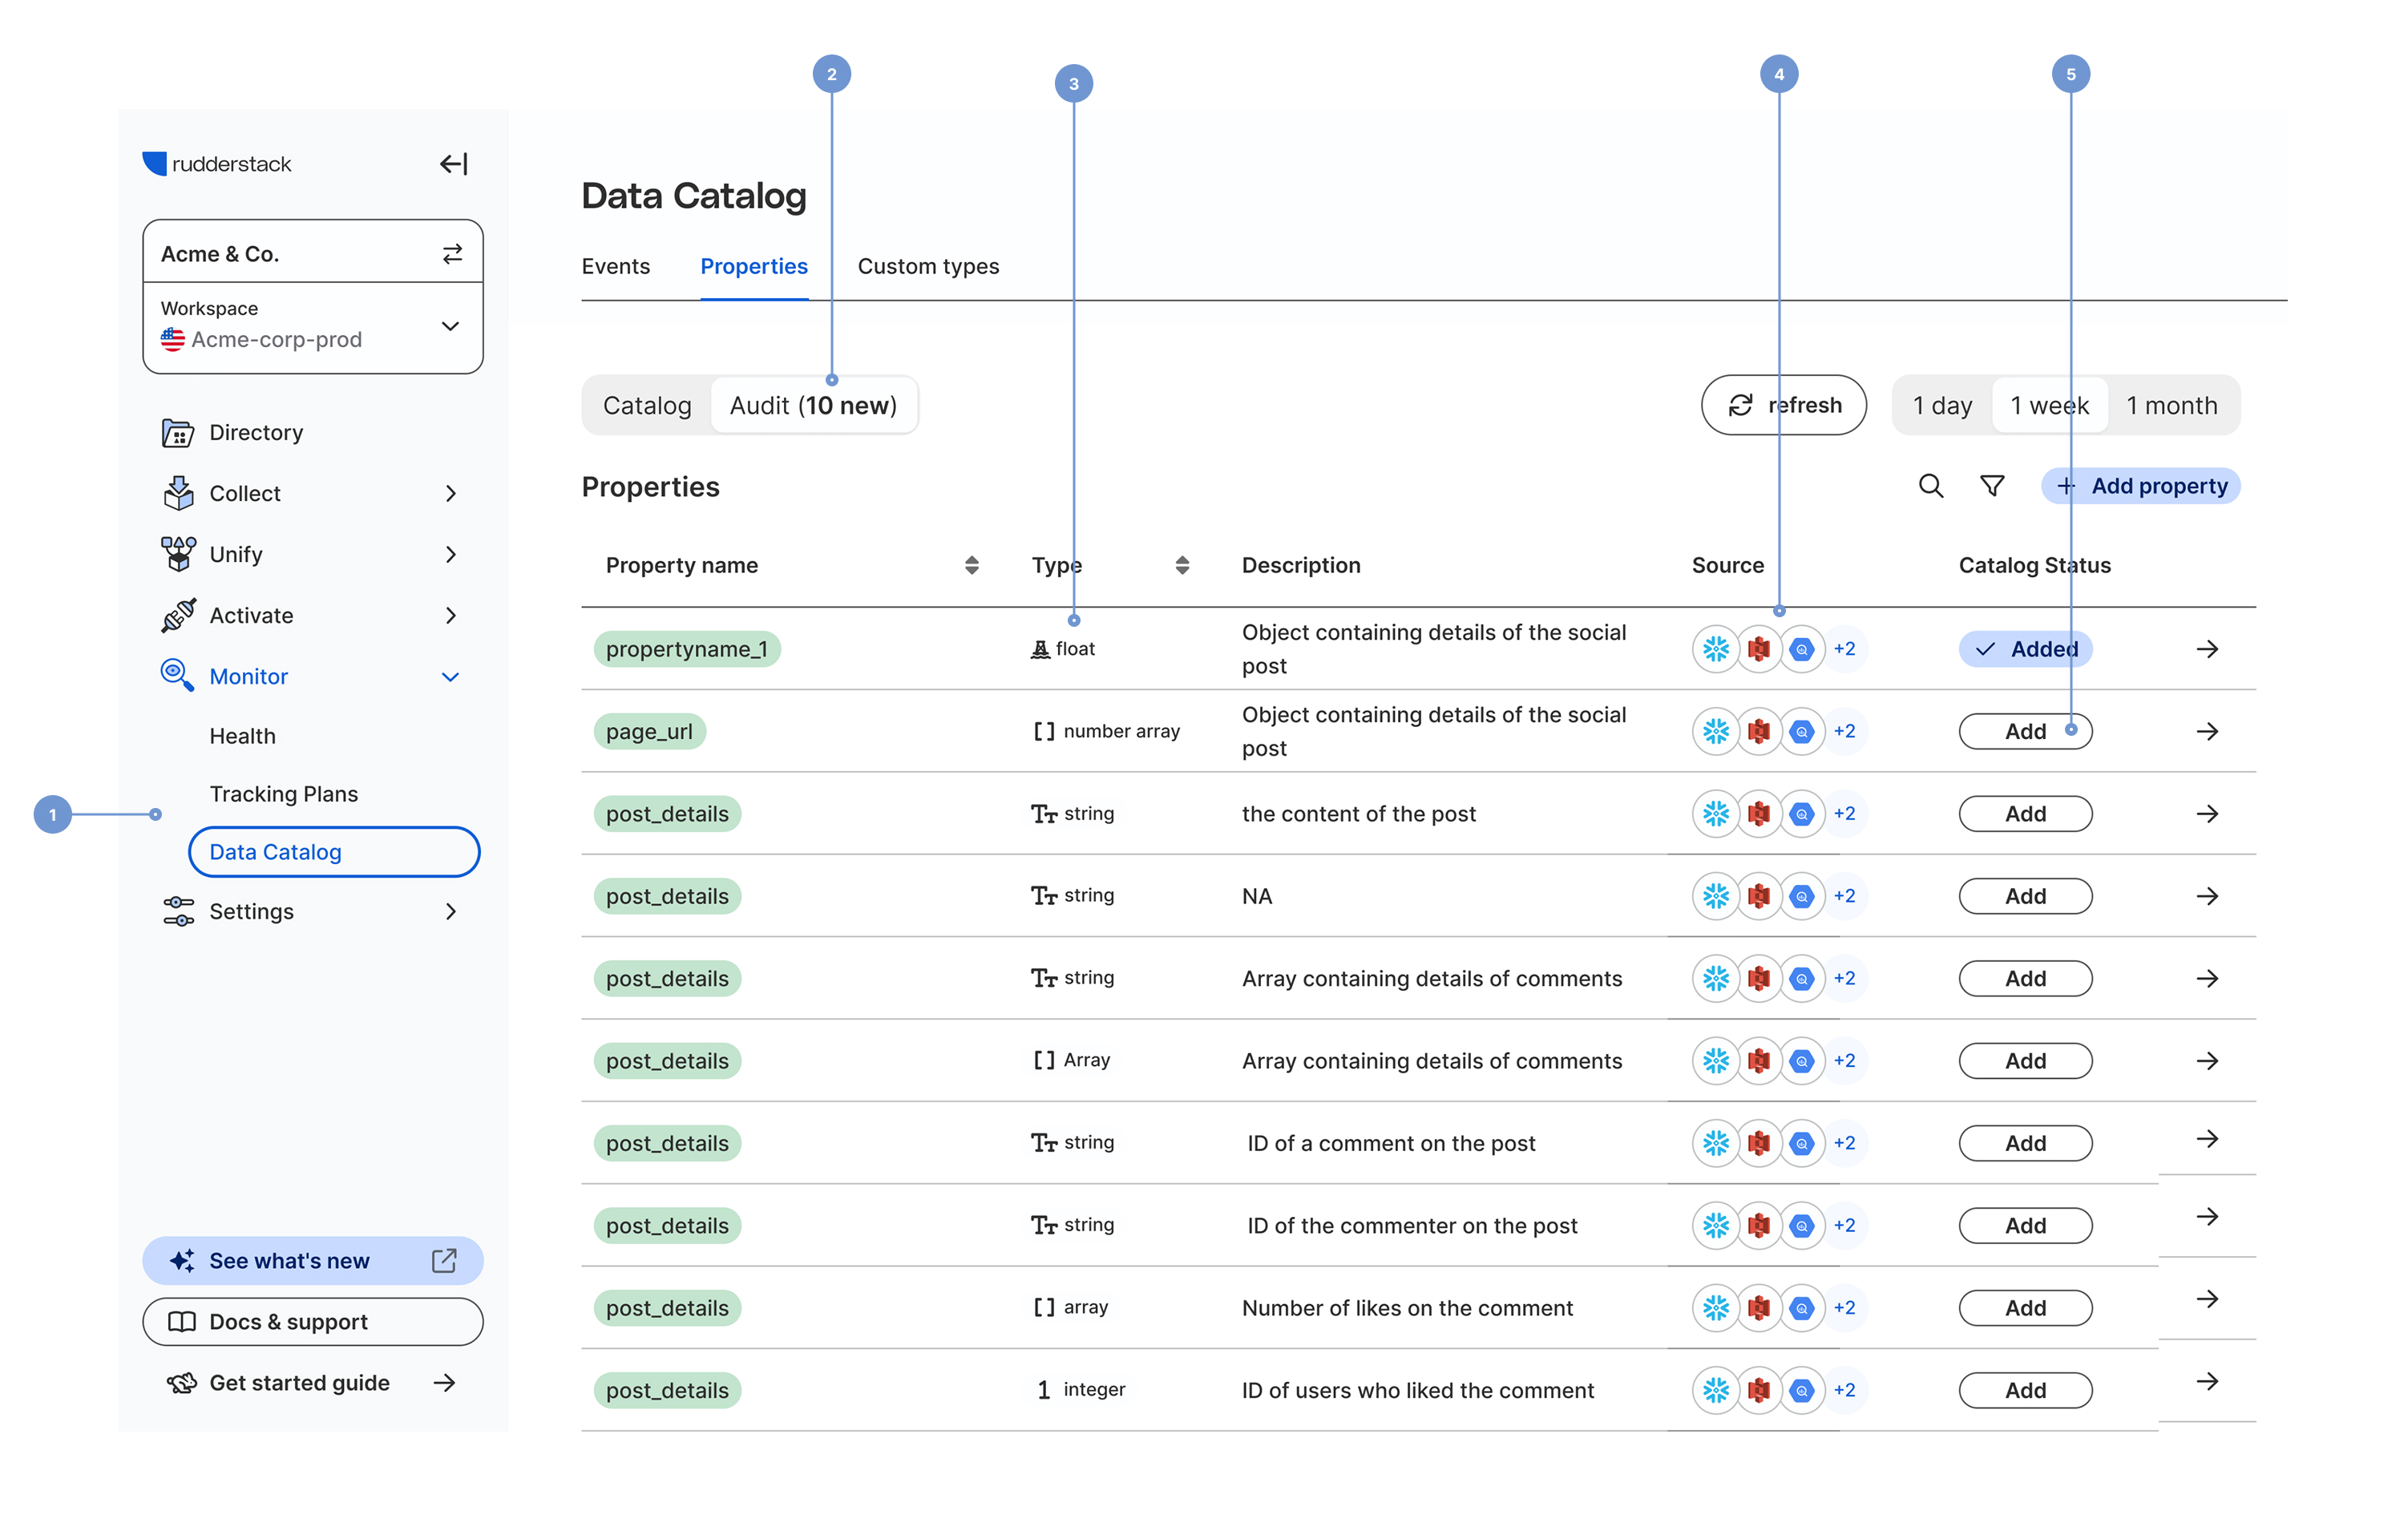 2
3
4
5
rudderstack
Acme & Co.
Workspace
Acme-corp-prod
Directory
Collect
Unify
Activate
Monitor
Health
Tracking Plans
1
Data Catalog
Settings
See what's new
Docs & support
Get started guide
Data Catalog
Events Properties Custom types
Catalog Audit (10 new) refresh 1 day 1 week 1 month
Properties + Add property
Property name Type Description Source Catalog Status
propertyname_1 float Object containing details of the social
post
+2 Added
page_url [ ] number array Object containing details of the social
post
+2 Add
post_details Tт string the content of the post +2 Add
post_details Tт string NA +2 Add
post_details Tт string Array containing details of comments +2 Add
post_details [ ] Array Array containing details of comments +2 Add
post_details Tт string ID of a comment on the post +2 Add
post_details Tт string ID of the commenter on the post +2 Add
post_details [ ] array Number of likes on the comment +2 Add
post_details 1 integer ID of users who liked the comment +2 Add